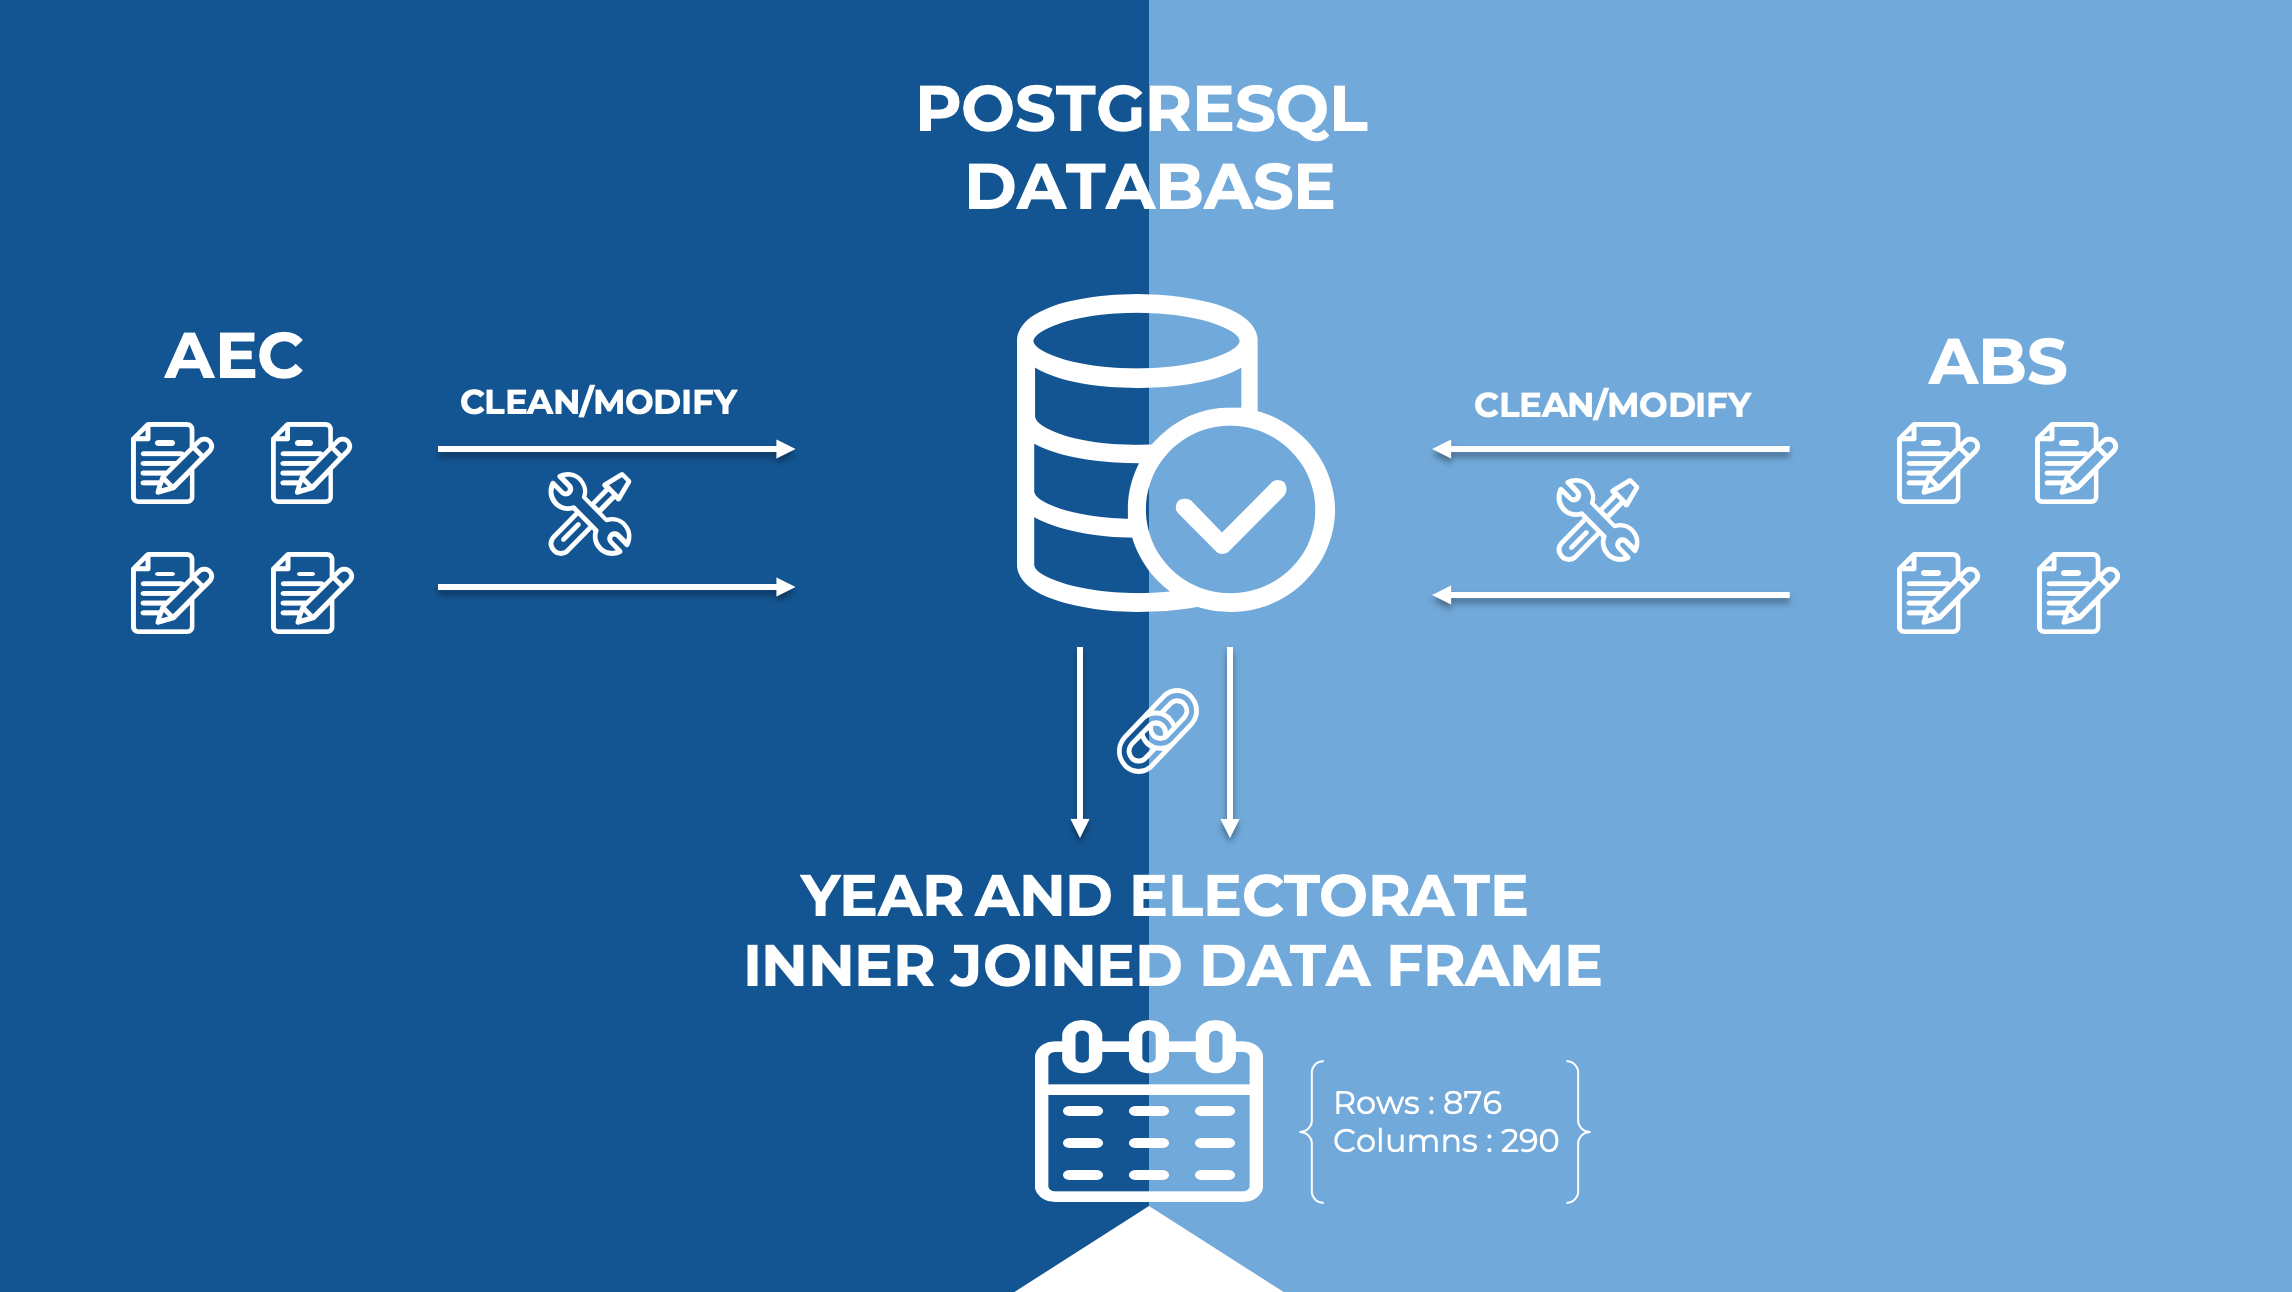 POSTGRESQL
DATABASE
AEC
CLEAN/MODIFY
CLEAN/MODIFY
ABS
YEAR AND ELECTORATE
INNER JOINED DATA FRAME
Rows : 876
Columns : 290